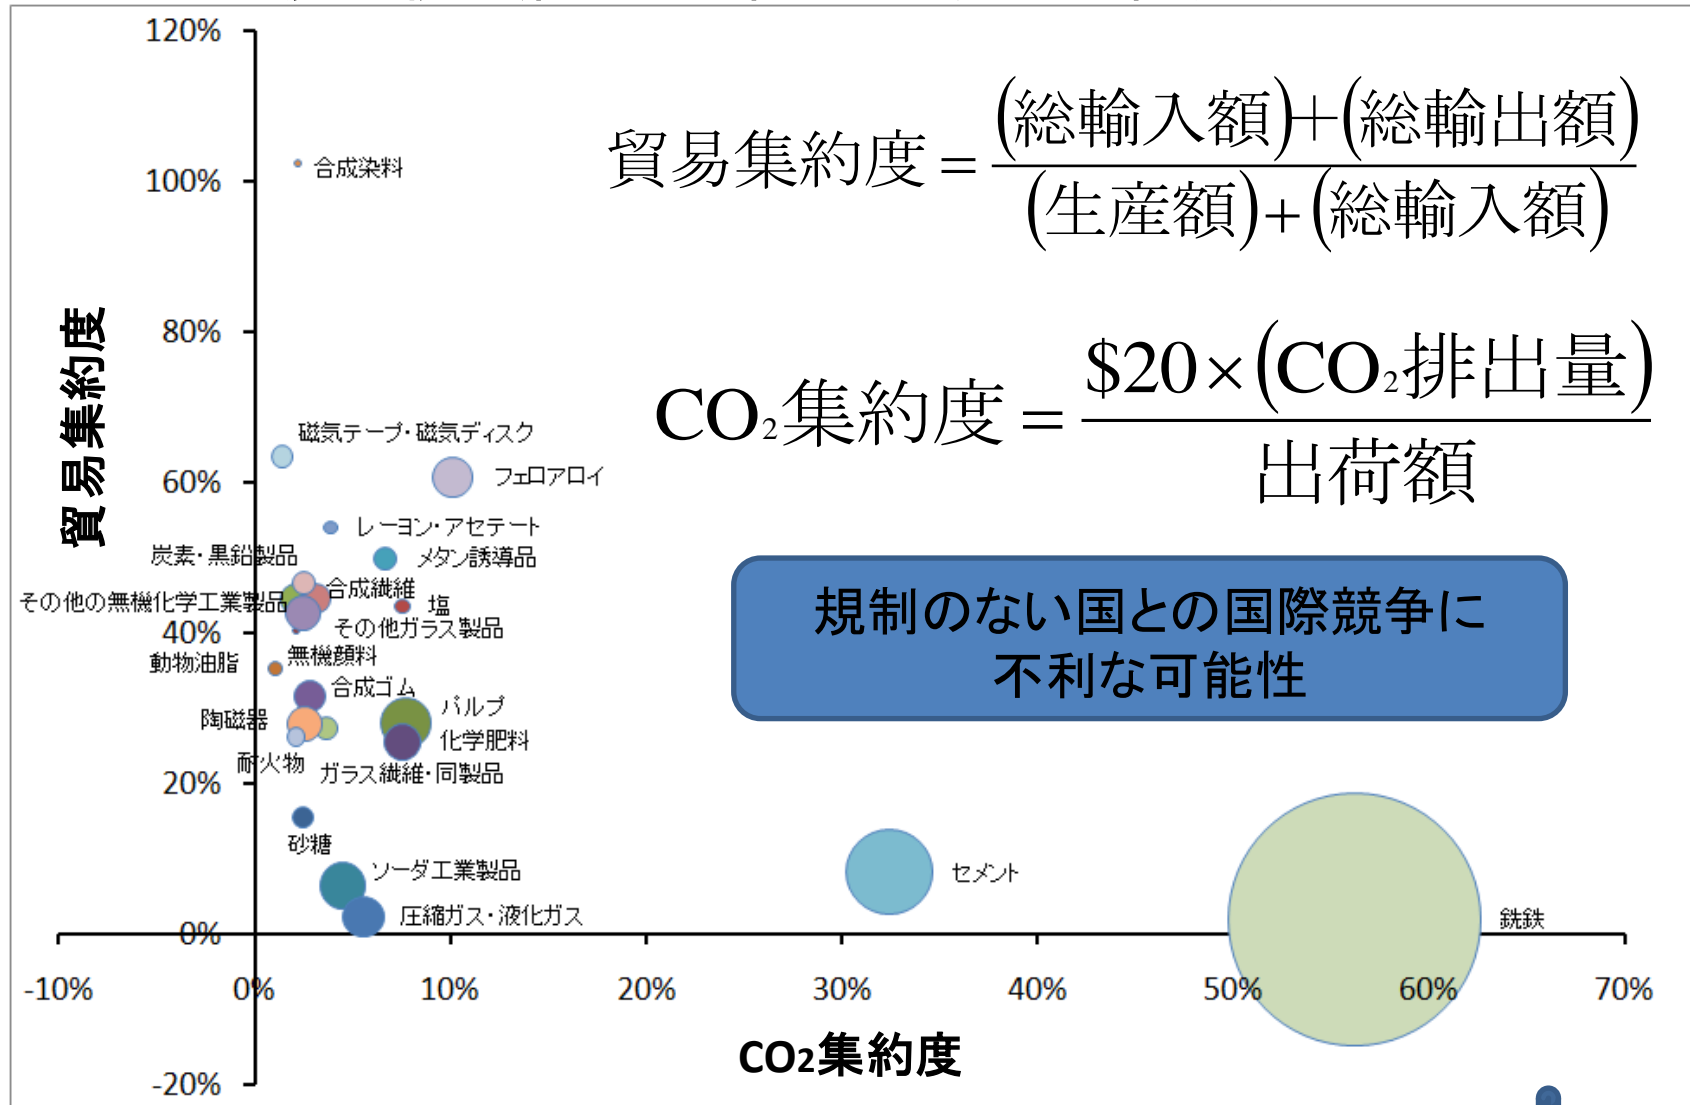 120%
100%
80%
60%
40%
20%
0%
-20%
貿易集約度
合成染料
貿易集約度 = (総輸入額)+(総輸出額) / (生産額)+(総輸入額)
CO₂集約度 = $20×(CO₂排出量) / 出荷額
磁気テープ・磁気ディスク
フェロアロイ
レーヨン・アセテート
炭素・黒鉛製品
メタン誘導品
合成繊維
その他の無機化学工業製品
塩
その他ガラス製品
無機顔料
動物油脂
合成ゴム
パルプ
陶磁器
化学肥料
耐火物
ガラス繊維・同製品
砂糖
ソーダ工業製品
圧縮ガス・液化ガス
セメント
銑鉄
規制のない国との国際競争に
不利な可能性
-10%
0%
10%
20%
30%
40%
50%
60%
70%
CO₂集約度